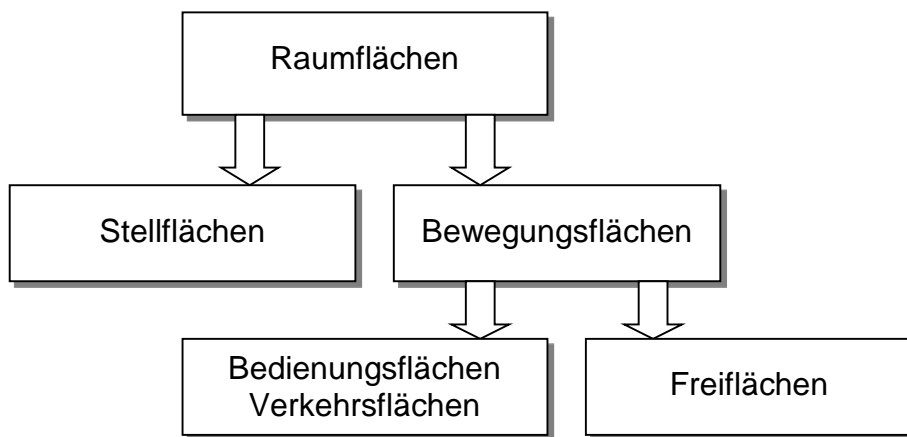 Raumflächen
Stellflächen
Bewegungsflächen
Bedienungsflächen
Verkehrsflächen
Freiflächen